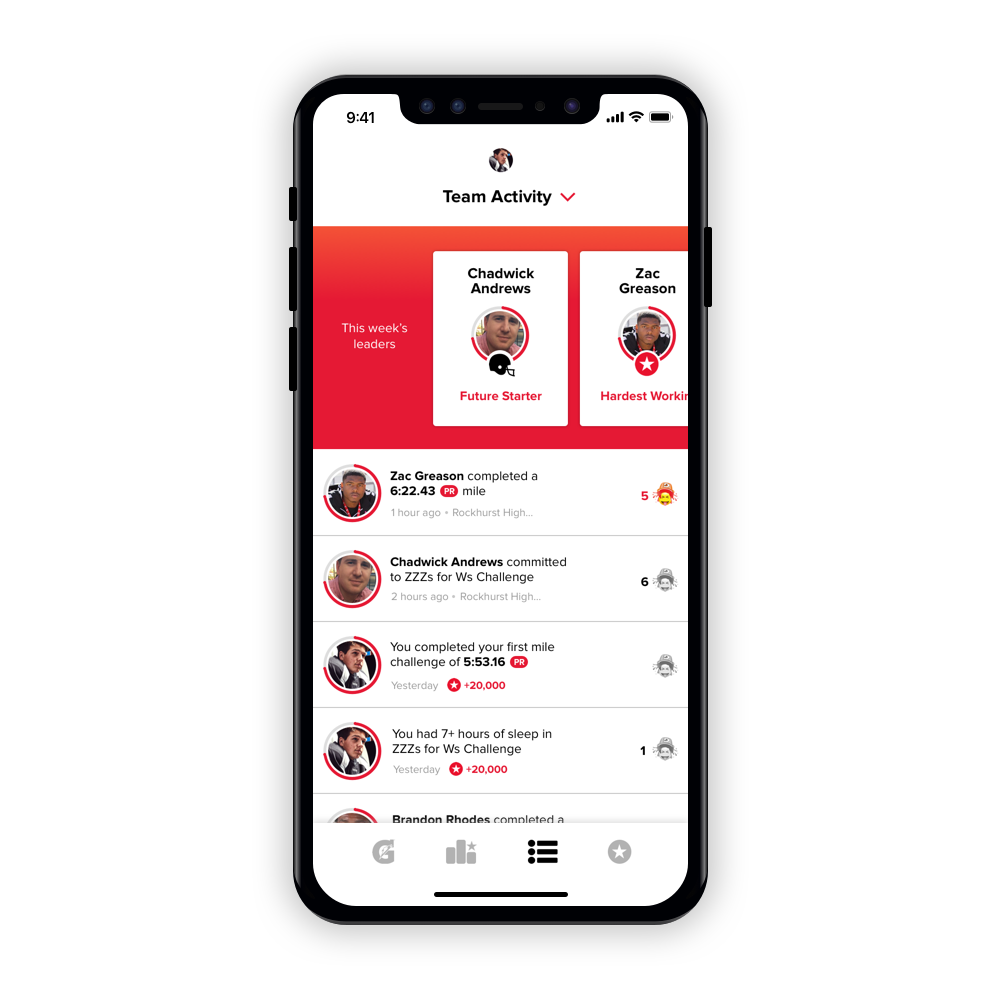 9:41
Team Activity
This week's
leaders
Chadwick
Andrews
Future Starter
Zac
Greason
Hardest Workin
Zac Greason completed a
6:22.43 PR mile
1 hour ago • Rockhurst High...
5
Chadwick Andrews committed
to ZZZs for Ws Challenge
2 hours ago • Rockhurst High...
6
You completed your first mile
challenge of 5:53.16 PR
Yesterday +20,000
You had 7+ hours of sleep in
ZZZs for Ws Challenge
Yesterday +20,000
1
Brandon Rhodes completed a
G